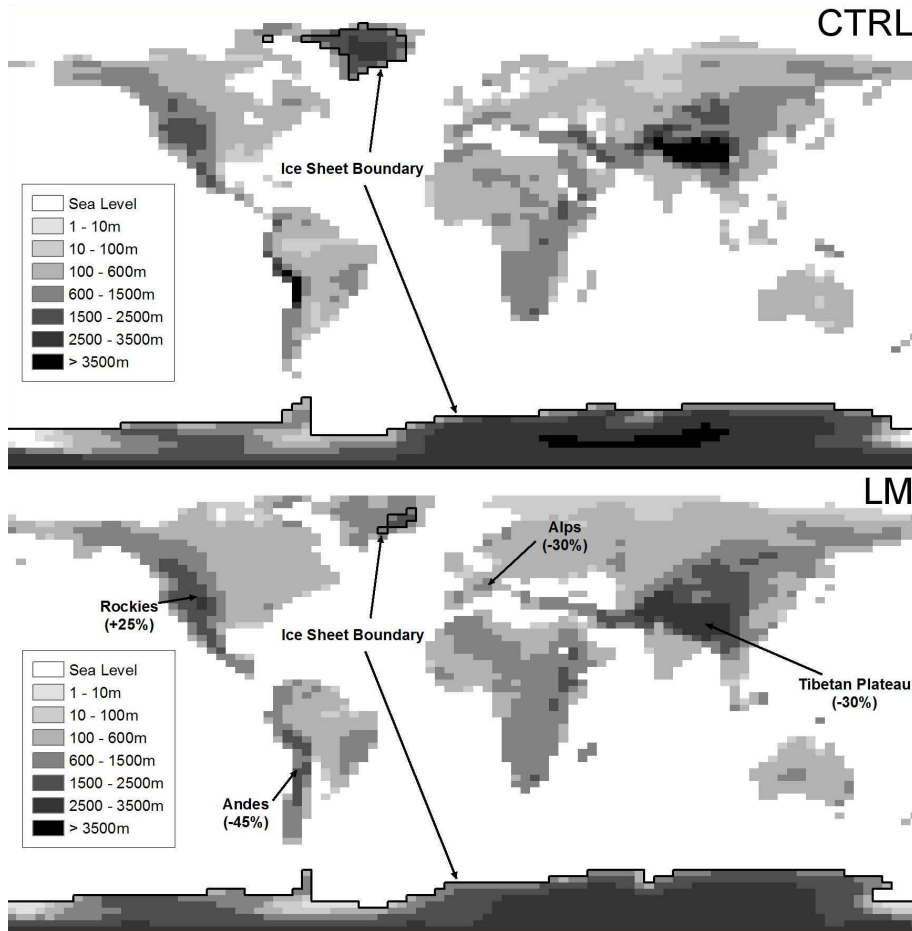 CTRL
Ice Sheet Boundary
Sea Level
1 - 10m
10 - 100m
100 - 600m
600 - 1500m
1500 - 2500m
2500 - 3500m
> 3500m
LM
Alps
(-30%)
Rockies
(+25%)
Ice Sheet Boundary
Tibetan Plateau
(-30%)
Sea Level
1 - 10m
10 - 100m
100 - 600m
600 - 1500m
1500 - 2500m
2500 - 3500m
> 3500m
Andes
(-45%)